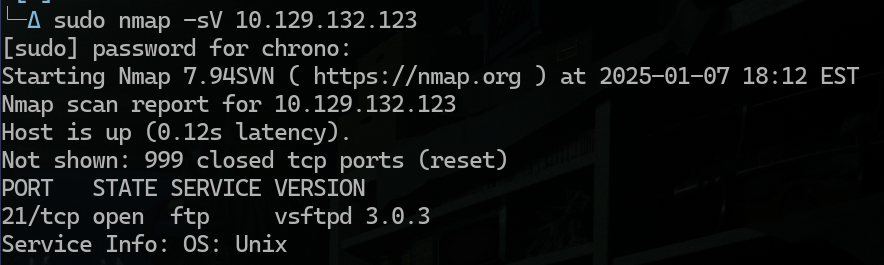 └─Δ sudo nmap -sV 10.129.132.123
[sudo] password for chrono:
Starting Nmap 7.94SVN ( https://nmap.org ) at 2025-01-07 18:12 EST
Nmap scan report for 10.129.132.123
Host is up (0.12s latency).
Not shown: 999 closed tcp ports (reset)
PORT   STATE SERVICE VERSION
21/tcp open  ftp     vsftpd 3.0.3
Service Info: OS: Unix